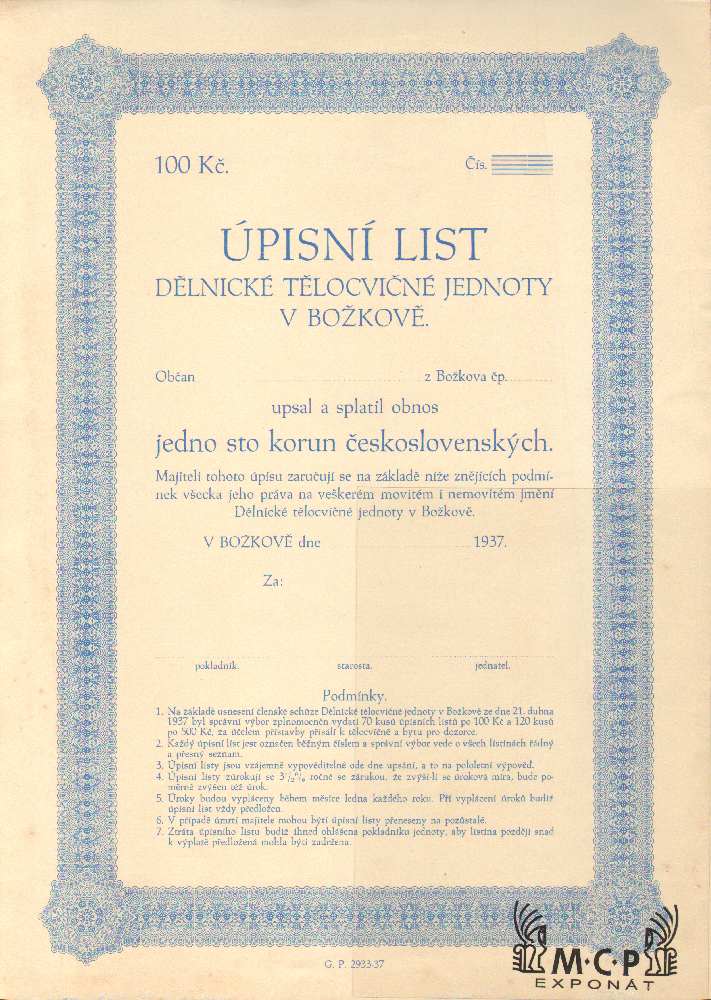 100 Kč.
Čís.
ÚPISNÍ LIST
DĚLNICKÉ TĚLOCVIČNÉ JEDNOTY
V BOŽKOVĚ.
Občan z Božkova čp.
upsal a splatil obnos
jedno sto korun československých.
Majiteli tohoto úpisu zaručují se na základě níže znějících podmí-
nek všecka jeho práva na veškerém movitém i nemovitém jmění
Dělnické tělocvičné jednoty v Božkově.
V BOŽKOVĚ dne 1937.
Za:
pokladník. starosta. jednatel.
Podmínky.
1. Na základě usnesení členské schůze Dělnické tělocvičné jednoty v Božkově ze dne 21. dubna
1937 byl správní výbor zplnomocněn vydati 70 kusů úpisních listů po 100 Kč a 120 kusů
po 500 Kč, za účelem přístavby přísálí k tělocvičně a bytu pro dozorce.
2. Každý úpisní list jest označen běžným číslem a správní výbor vede o všech listinách řádný
a přesný seznam.
3. Úpisní listy jsou vzájemně vypověditelné ode dne upsání, a to na pololetní výpověd.
4. Úpisní listy zúrokují se 3½% ročně se zárukou, že zvýší-li se úroková míra, bude po-
měrně zvýšen též úrok.
5. Úroky budou vypláceny během měsíce ledna každého roku. Při vyplácení úroků budiž
úpisní list vždy předložen.
6. V případě úmrtí majitele mohou býti úpisní listy přeneseny na pozůstalé.
7. Ztráta úpisního listu budiž ihned ohlášena pokladníku jednoty, aby listina později snad
k výplatě předložená mohla býti zadržena.
G. P. 2933-37
M·C·P
EXPONÁT